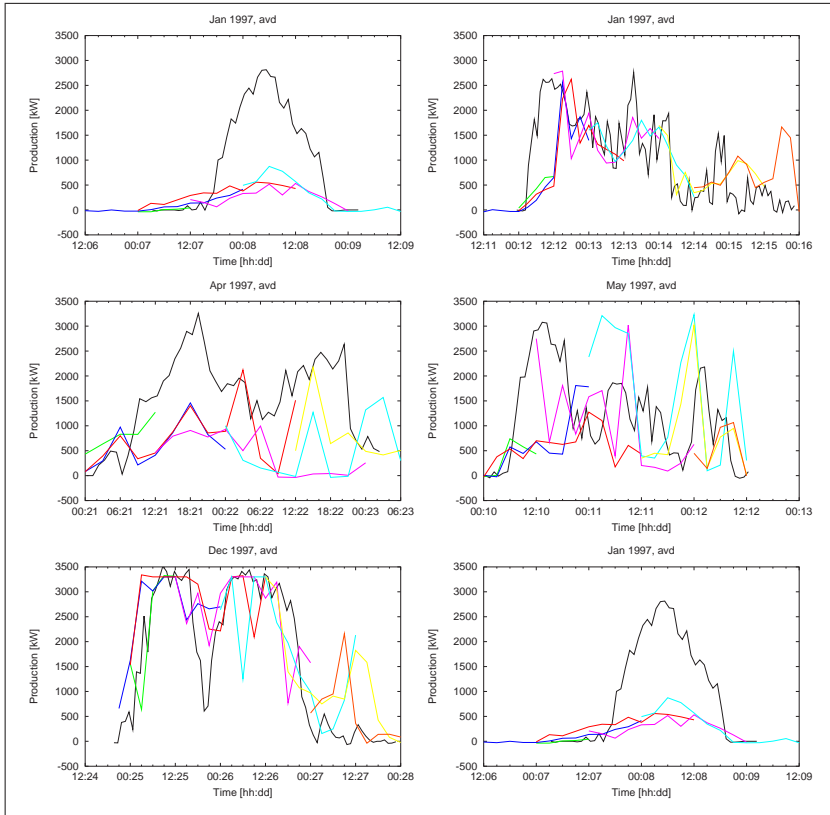 Jan 1997, avd
Production [kW]
3500
3000
2500
2000
1500
1000
500
0
-500
12:06 00:07 12:07 00:08 12:08 00:09 12:09
Time [hh:dd]
Jan 1997, avd
Production [kW]
3500
3000
2500
2000
1500
1000
500
0
-500
12:11 00:12 12:12 00:13 12:13 00:14 12:14 00:15 12:15 00:16
Time [hh:dd]
Apr 1997, avd
Production [kW]
3500
3000
2500
2000
1500
1000
500
0
-500
00:21 06:21 12:21 18:21 00:22 06:22 12:22 18:22 00:23 06:23
Time [hh:dd]
May 1997, avd
Production [kW]
3500
3000
2500
2000
1500
1000
500
0
-500
00:10 12:10 00:11 12:11 00:12 12:12 00:13
Time [hh:dd]
Dec 1997, avd
Production [kW]
3500
3000
2500
2000
1500
1000
500
0
-500
12:24 00:25 12:25 00:26 12:26 00:27 12:27 00:28
Time [hh:dd]
Jan 1997, avd
Production [kW]
3500
3000
2500
2000
1500
1000
500
0
-500
12:06 00:07 12:07 00:08 12:08 00:09 12:09
Time [hh:dd]